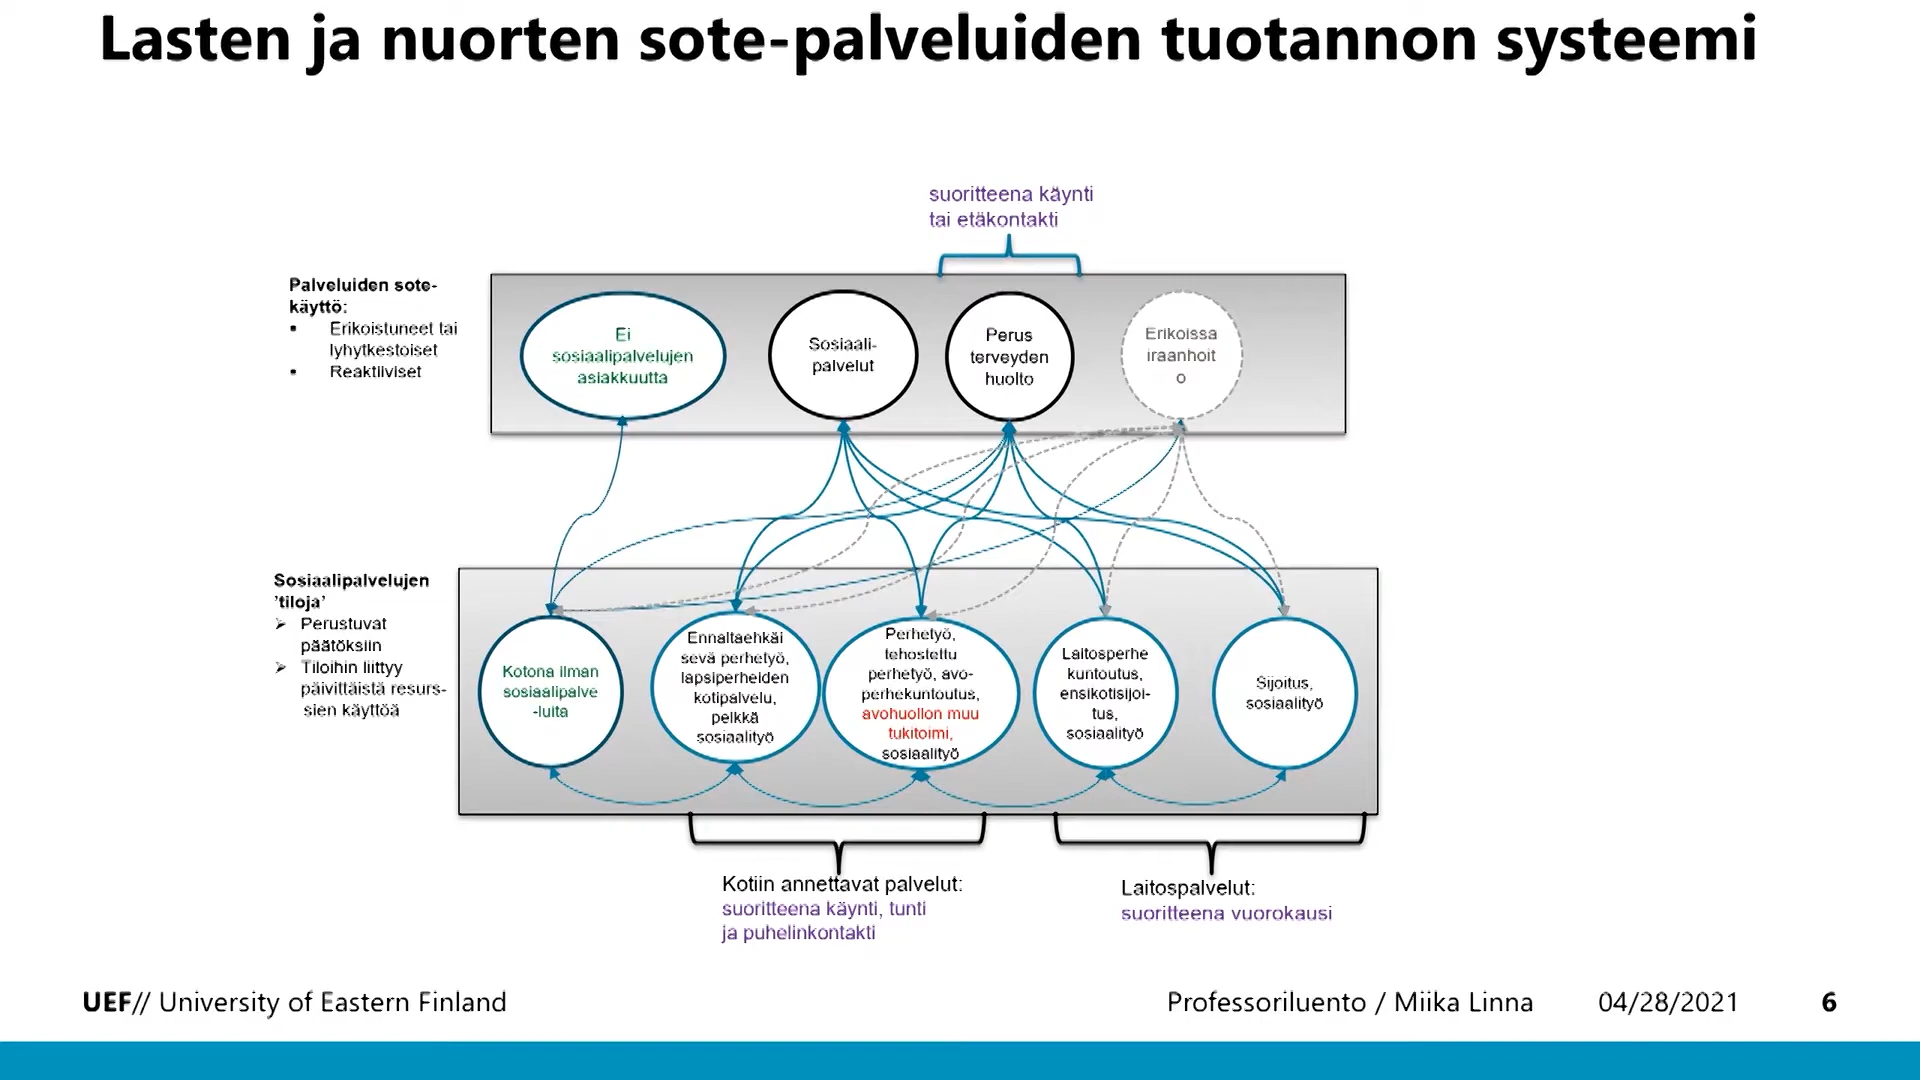 Lasten ja nuorten sote-palveluiden tuotannon systeemi
suoritteena käynti
tai etäkontakti
Palveluiden sote-
käyttö:
▪ Erikoistuneet tai
lyhytkestoiset
▪ Reaktiiviset
Ei
sosiaalipalvelujen
asiakkuutta
Sosiaali-
palvelut
Perus
terveyden
huolto
Erikoissa
iraanhoit
o
Sosiaalipalvelujen
’tiloja’
➢ Perustuvat
päätöksiin
➢ Tiloihin liittyy
päivittäistä resurs-
sien käyttöä
Kotona ilman
sosiaalipalve
-luita
Ennaltaehkäi
sevä perhetyö,
lapsiperheiden
kotipalvelu,
pelkkä
sosiaalityö
Perhetyö,
tehostettu
perhetyö, avo-
perhekuntoutus,
avohuollon muu
tukitoimi,
sosiaalityö
Laitosperhe
kuntoutus,
ensikotisijoi-
tus,
sosiaalityö
Sijoitus,
sosiaalityö
Kotiin annettavat palvelut:
suoritteena käynti, tunti
ja puhelinkontakti
Laitospalvelut:
suoritteena vuorokausi
UEF// University of Eastern Finland
Professoriluento / Miika Linna
04/28/2021
6